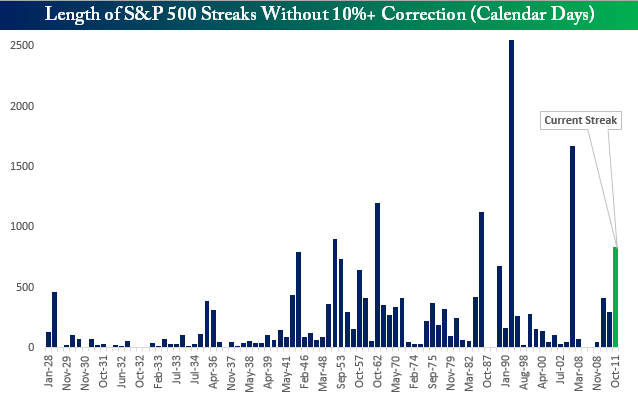 Length of S&P 500 Streaks Without 10%+ Correction (Calendar Days)
2500
2000
1500
1000
500
0
Current Streak
Jan-28
Nov-29
Nov-30
Oct-31
Jun-32
Oct-32
Feb-33
Jul-33
Jul-34
Apr-36
Nov-37
May-38
Oct-39
May-41
Feb-46
Mar-48
Sep-53
Oct-57
Oct-62
May-70
Feb-74
Sep-75
Nov-79
Mar-82
Oct-87
Jan-90
Aug-98
Apr-00
Jul-02
Mar-08
Nov-08
Oct-11